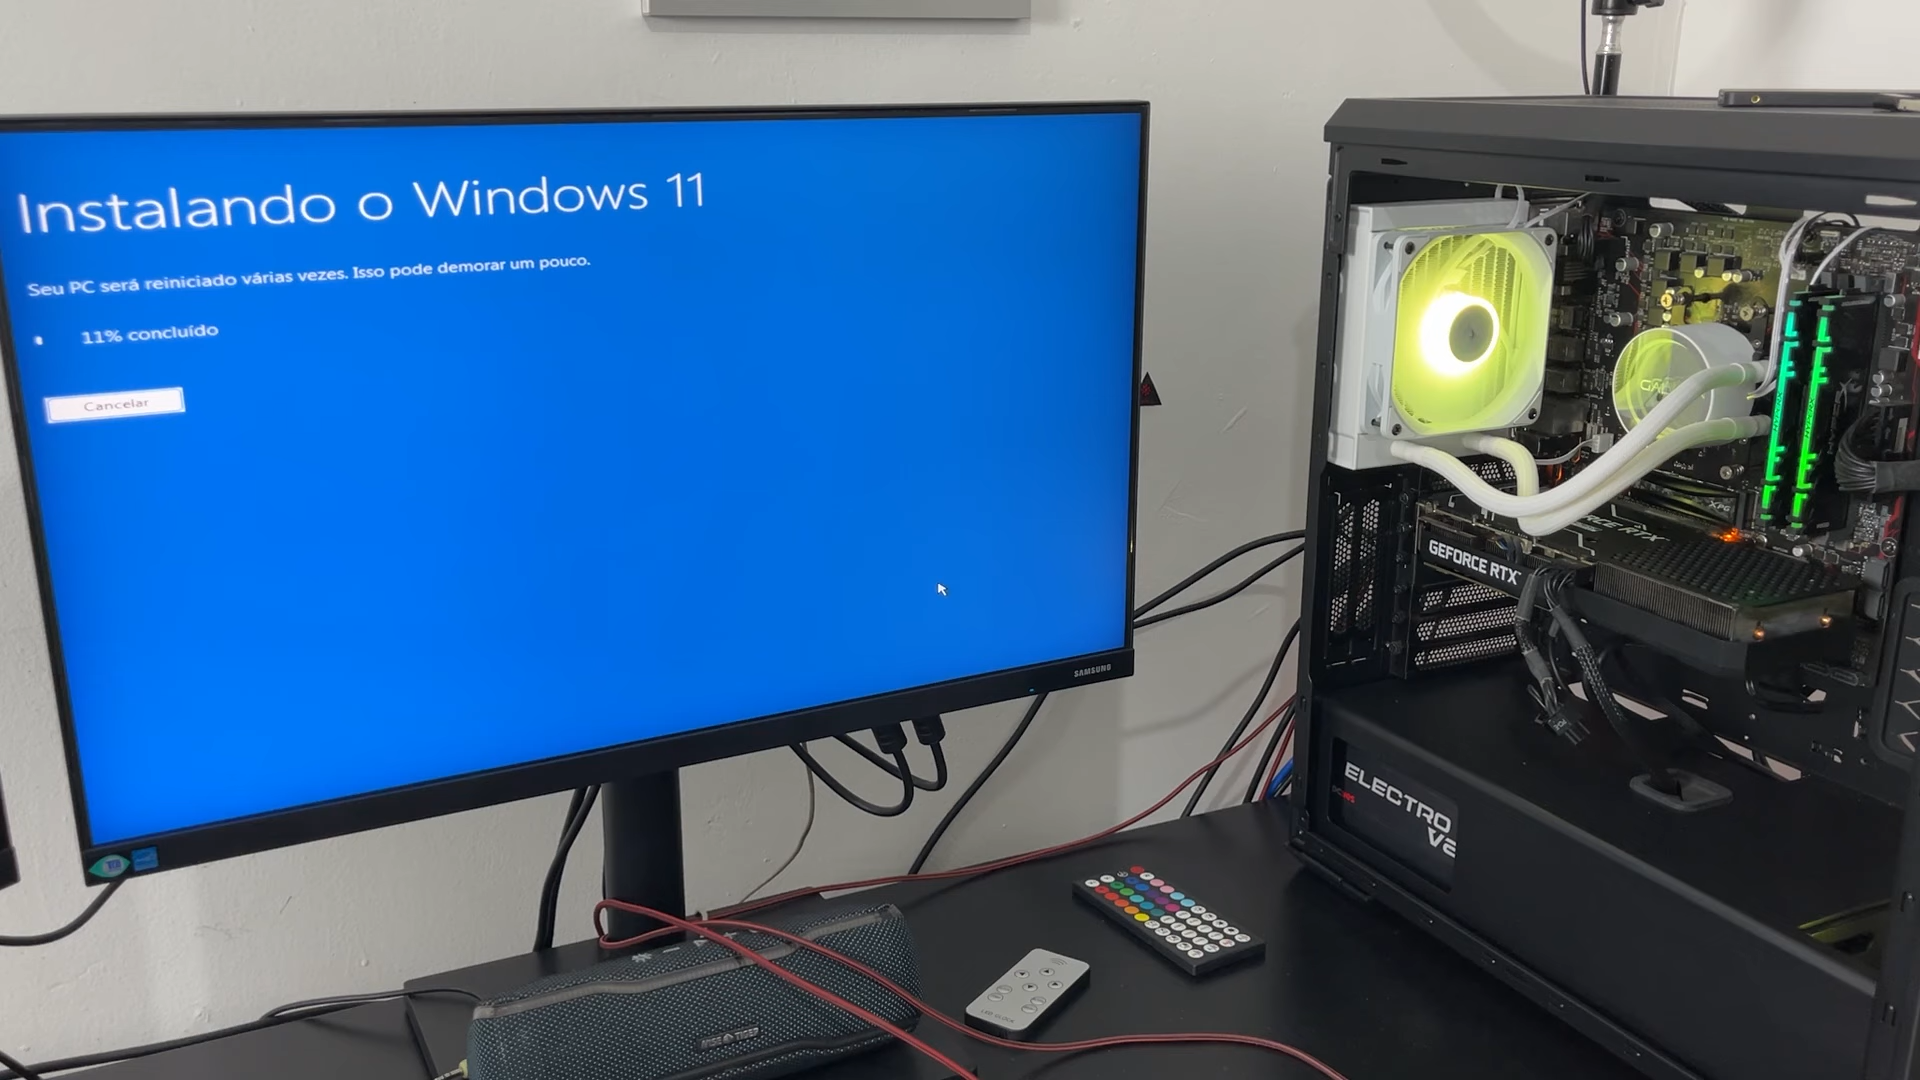 Instalando o Windows 11
Seu PC será reiniciado várias vezes. Isso pode demorar um pouco.
11% concluído
Cancelar
SAMSUNG
GEFORCE RTX
XPG
ELECTRO
V2